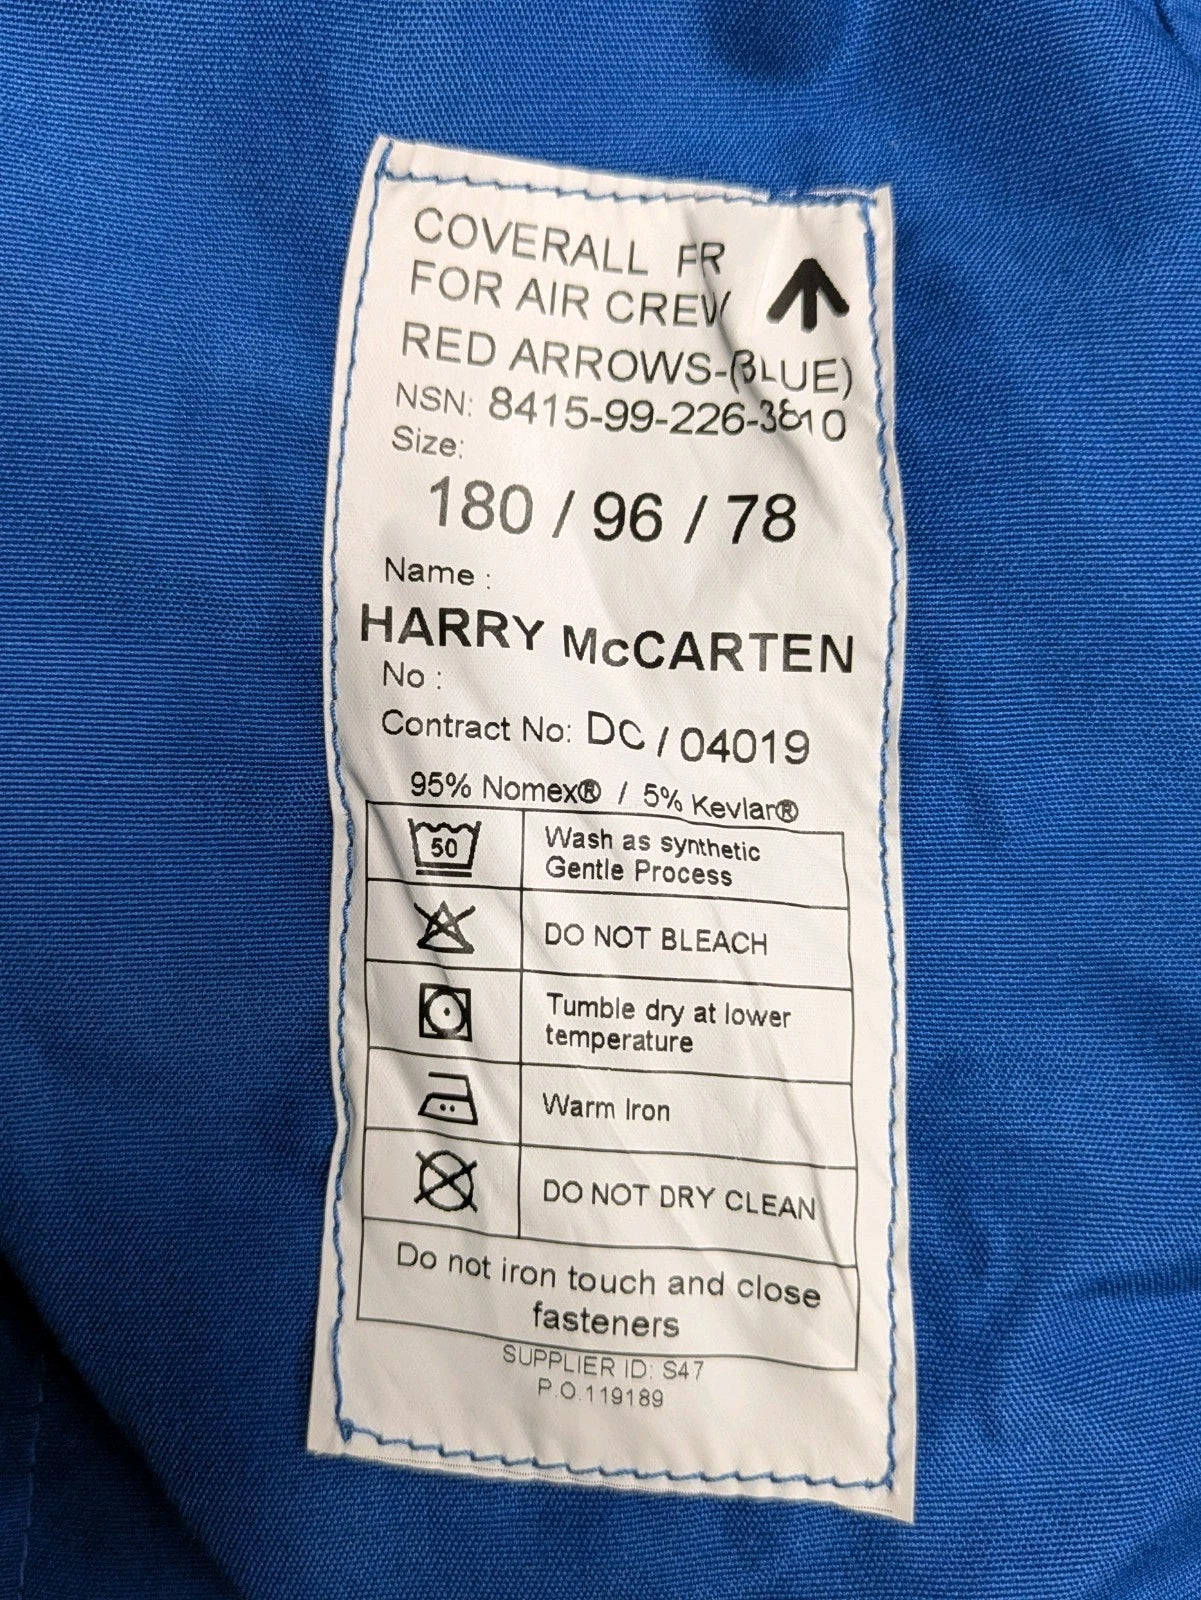 COVERALL FR
FOR AIR CREW
RED ARROWS-(BLUE)
NSN: 8415-99-226-3810
Size:
180 / 96 / 78
Name :
HARRY McCARTEN
No :
Contract No: DC / 04019
95% Nomex® / 5% Kevlar®
50
Wash as synthetic
Gentle Process
DO NOT BLEACH
Tumble dry at lower
temperature
Warm Iron
DO NOT DRY CLEAN
Do not iron touch and close
fasteners
SUPPLIER ID: S47
P.O.119189